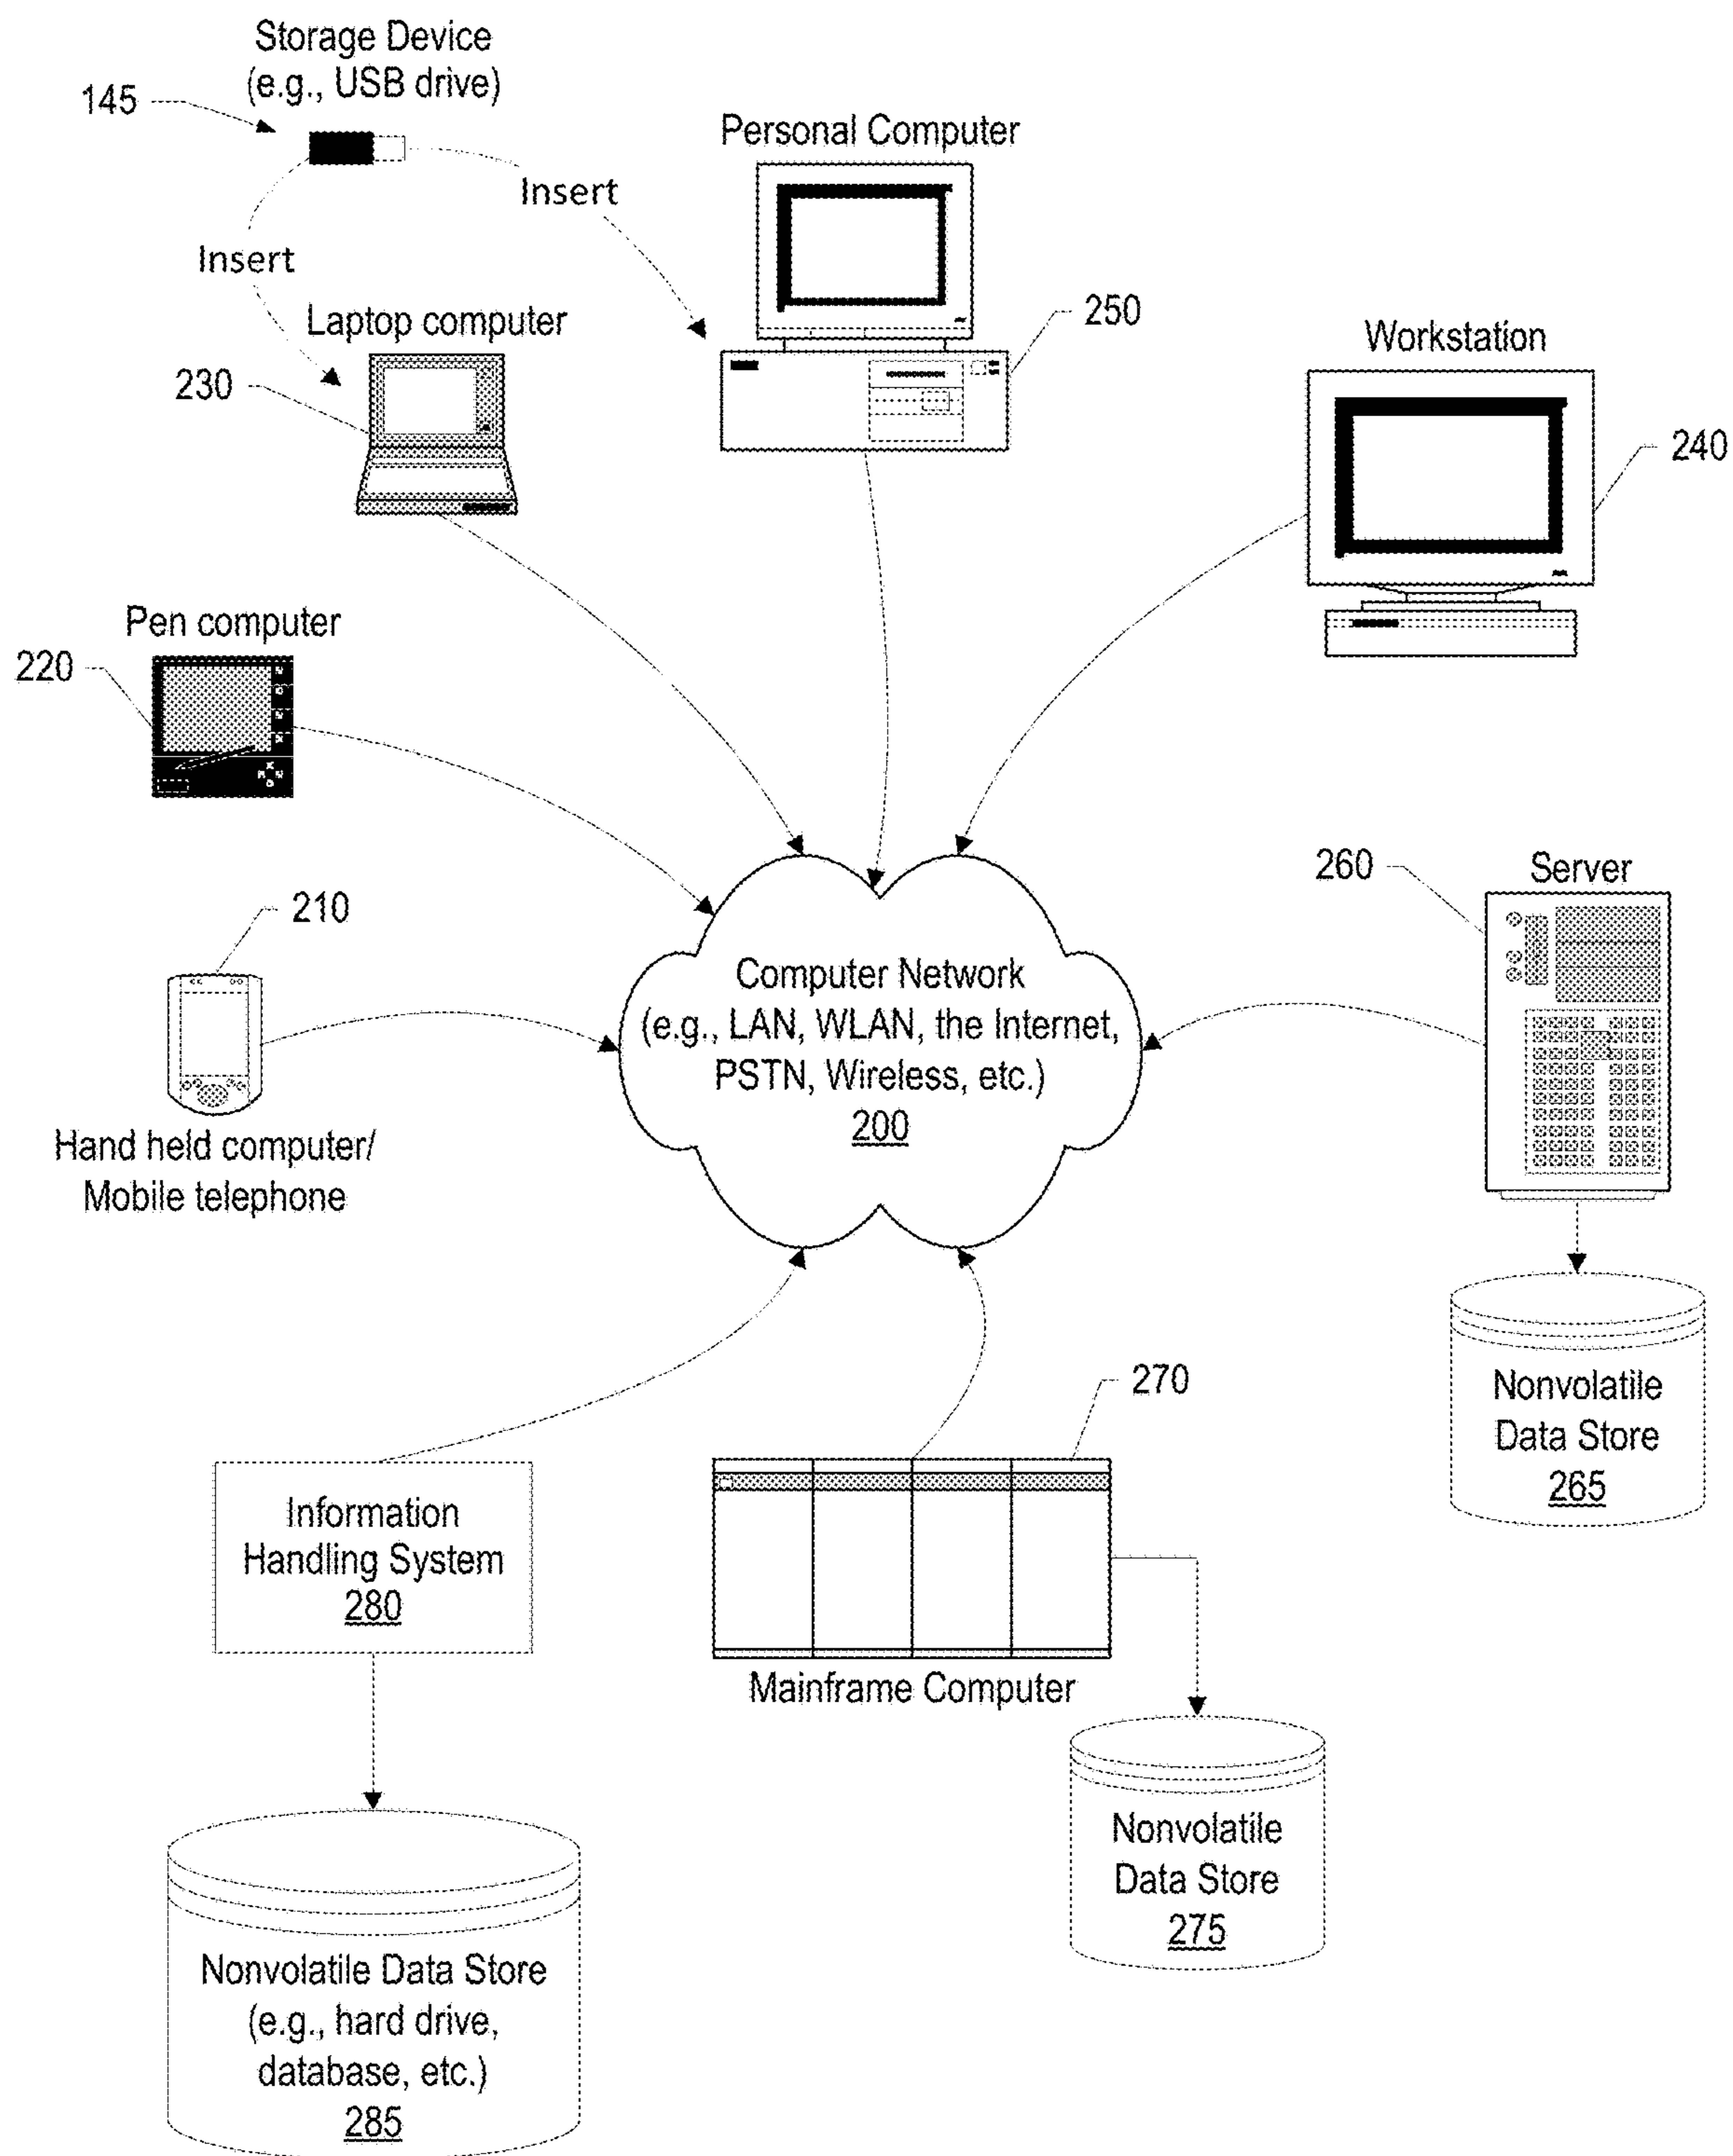 Storage Device
(e.g., USB drive)
145
Insert
Insert
Personal Computer
250
Laptop computer
230
Workstation
240
Pen computer
220
210
Hand held computer/
Mobile telephone
Computer Network
(e.g., LAN, WLAN, the Internet,
PSTN, Wireless, etc.)
200
260
Server
Nonvolatile
Data Store
265
Information
Handling System
280
270
Mainframe Computer
Nonvolatile
Data Store
275
Nonvolatile Data Store
(e.g., hard drive,
database, etc.)
285